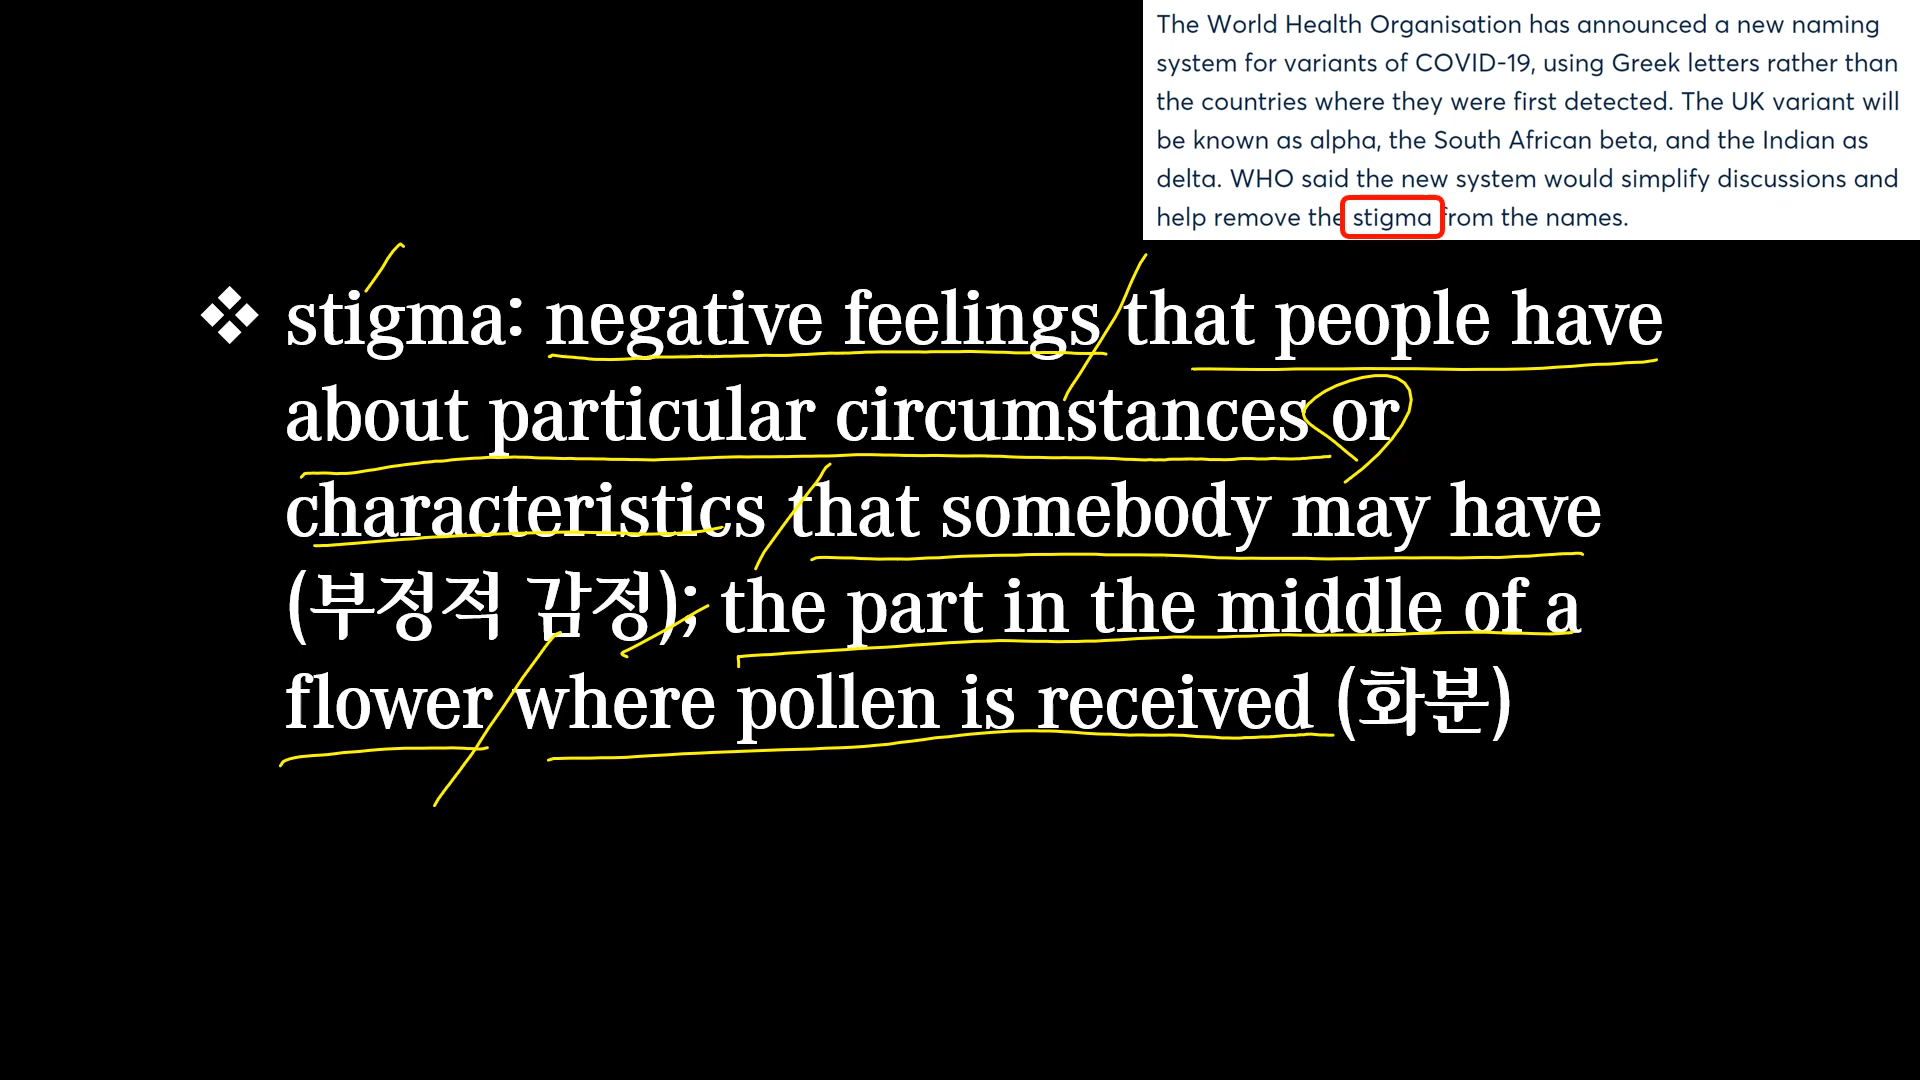 The World Health Organisation has announced a new naming
system for variants of COVID-19, using Greek letters rather than
the countries where they were first detected. The UK variant will
be known as alpha, the South African beta, and the Indian as
delta. WHO said the new system would simplify discussions and
help remove the stigma from the names.
❖ stigma: negative feelings that people have
about particular circumstances or
characteristics that somebody may have
(부정적 감정); the part in the middle of a
flower where pollen is received (화분)